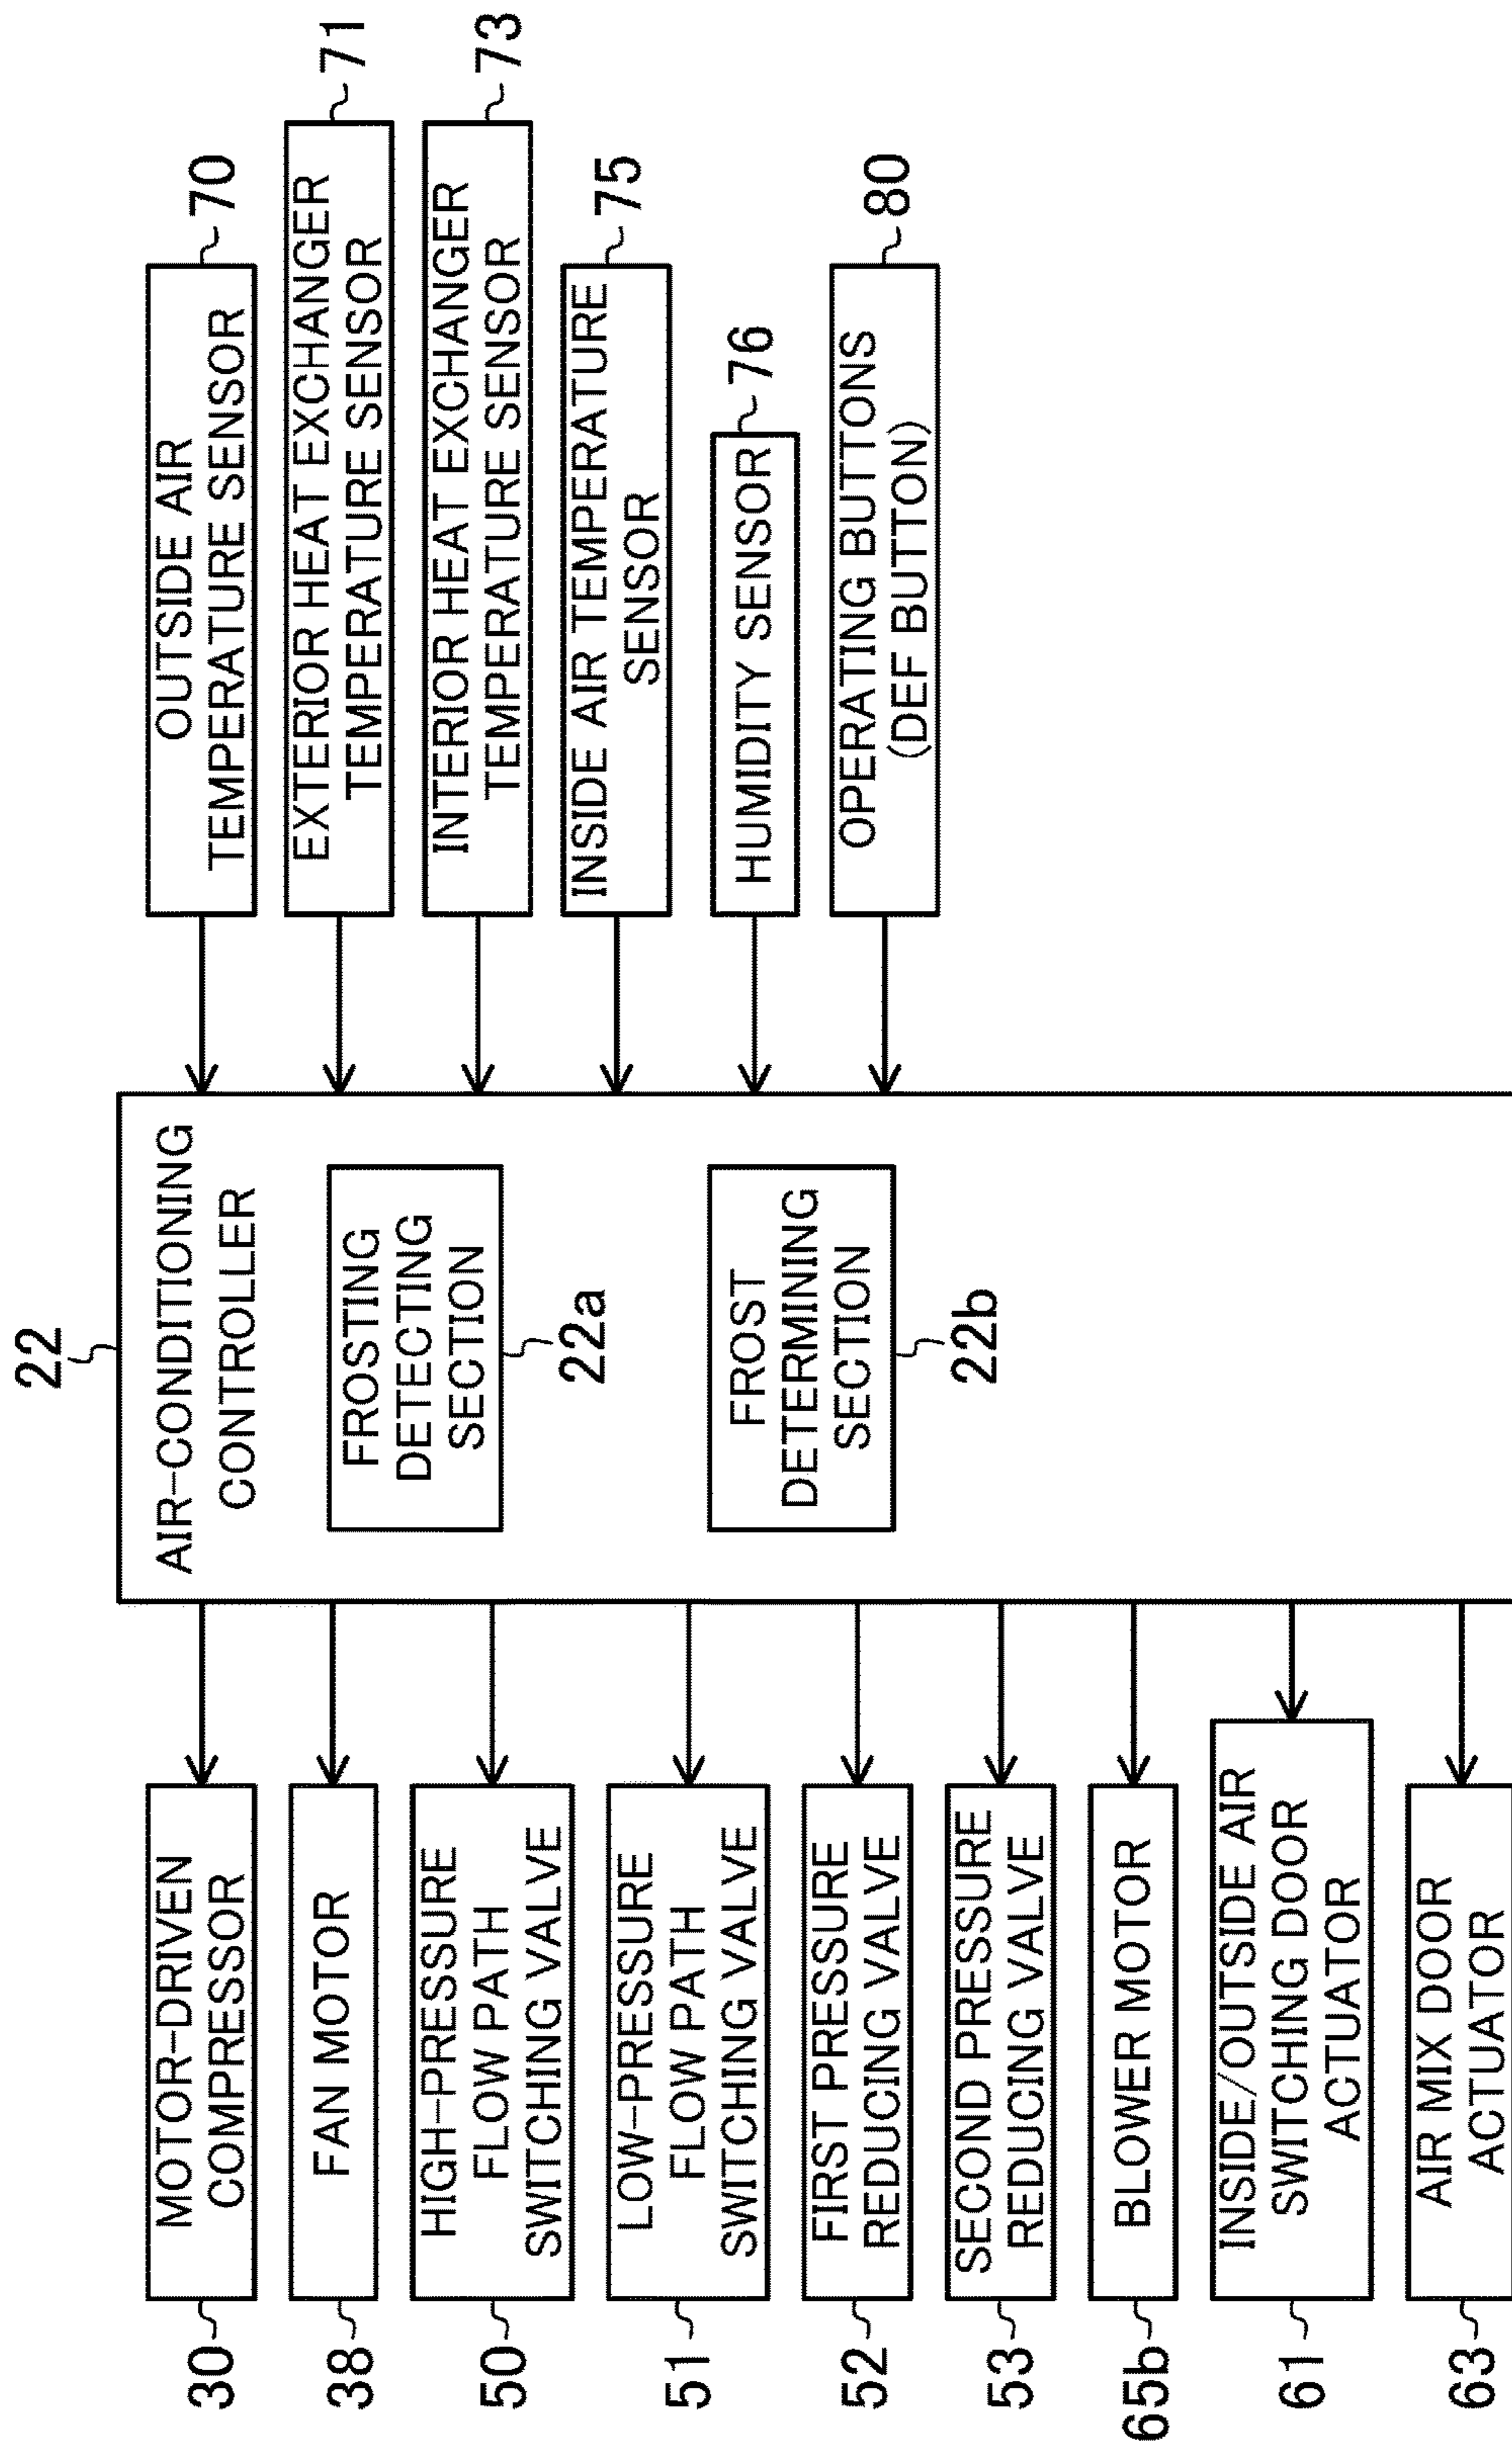 22
AIR-CONDITIONING
CONTROLLER
FROSTING
DETECTING
SECTION
22a
FROST
DETERMINING
SECTION
22b
30
MOTOR-DRIVEN
COMPRESSOR
38
FAN MOTOR
50
HIGH-PRESSURE
FLOW PATH
SWITCHING VALVE
51
LOW-PRESSURE
FLOW PATH
SWITCHING VALVE
52
FIRST PRESSURE
REDUCING VALVE
53
SECOND PRESSURE
REDUCING VALVE
65b
BLOWER MOTOR
61
INSIDE/OUTSIDE AIR
SWITCHING DOOR
ACTUATOR
63
AIR MIX DOOR
ACTUATOR
OUTSIDE AIR
TEMPERATURE SENSOR
70
EXTERIOR HEAT EXCHANGER
TEMPERATURE SENSOR
71
INTERIOR HEAT EXCHANGER
TEMPERATURE SENSOR
73
INSIDE AIR TEMPERATURE
SENSOR
75
HUMIDITY SENSOR
76
OPERATING BUTTONS
(DEF BUTTON)
80